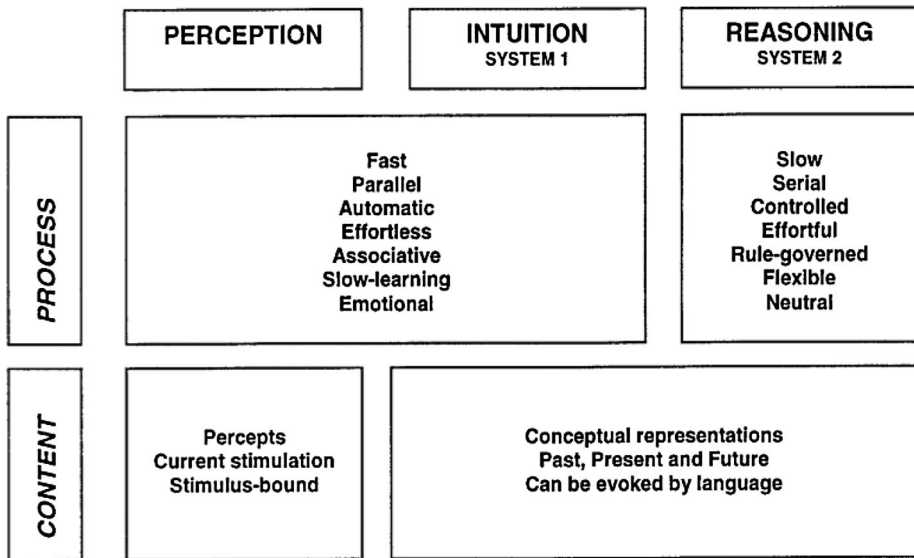 PERCEPTION
INTUITION
SYSTEM 1
REASONING
SYSTEM 2
PROCESS
Fast
Parallel
Automatic
Effortless
Associative
Slow-learning
Emotional
Slow
Serial
Controlled
Effortful
Rule-governed
Flexible
Neutral
CONTENT
Percepts
Current stimulation
Stimulus-bound
Conceptual representations
Past, Present and Future
Can be evoked by language